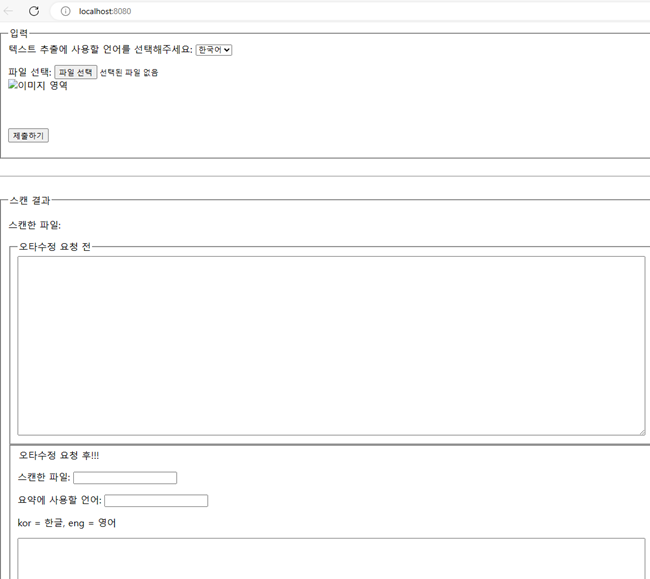 localhost:8080
입력
텍스트 추출에 사용할 언어를 선택해주세요: 한국어
파일 선택: 파일 선택 선택된 파일 없음
이미지 영역
제출하기
스캔 결과
스캔한 파일:
오타수정 요청 전
오타수정 요청 후!!!
스캔한 파일:
요약에 사용할 언어:
kor = 한글, eng = 영어